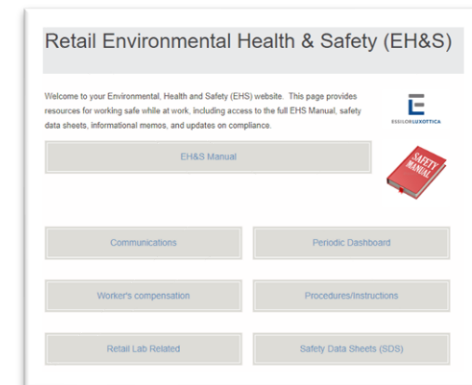 Retail Environmental Health & Safety (EH&S)
Welcome to your Environmental, Health and Safety (EHS) website. This page provides
resources for working safe while at work, including access to the full EHS Manual, safety
data sheets, informational memos, and updates on compliance.
ESSILORLUXOTTICA
EH&S Manual
SAFETY
MANUAL
Communications
Periodic Dashboard
Worker's compensation
Procedures/Instructions
Retail Lab Related
Safety Data Sheets (SDS)